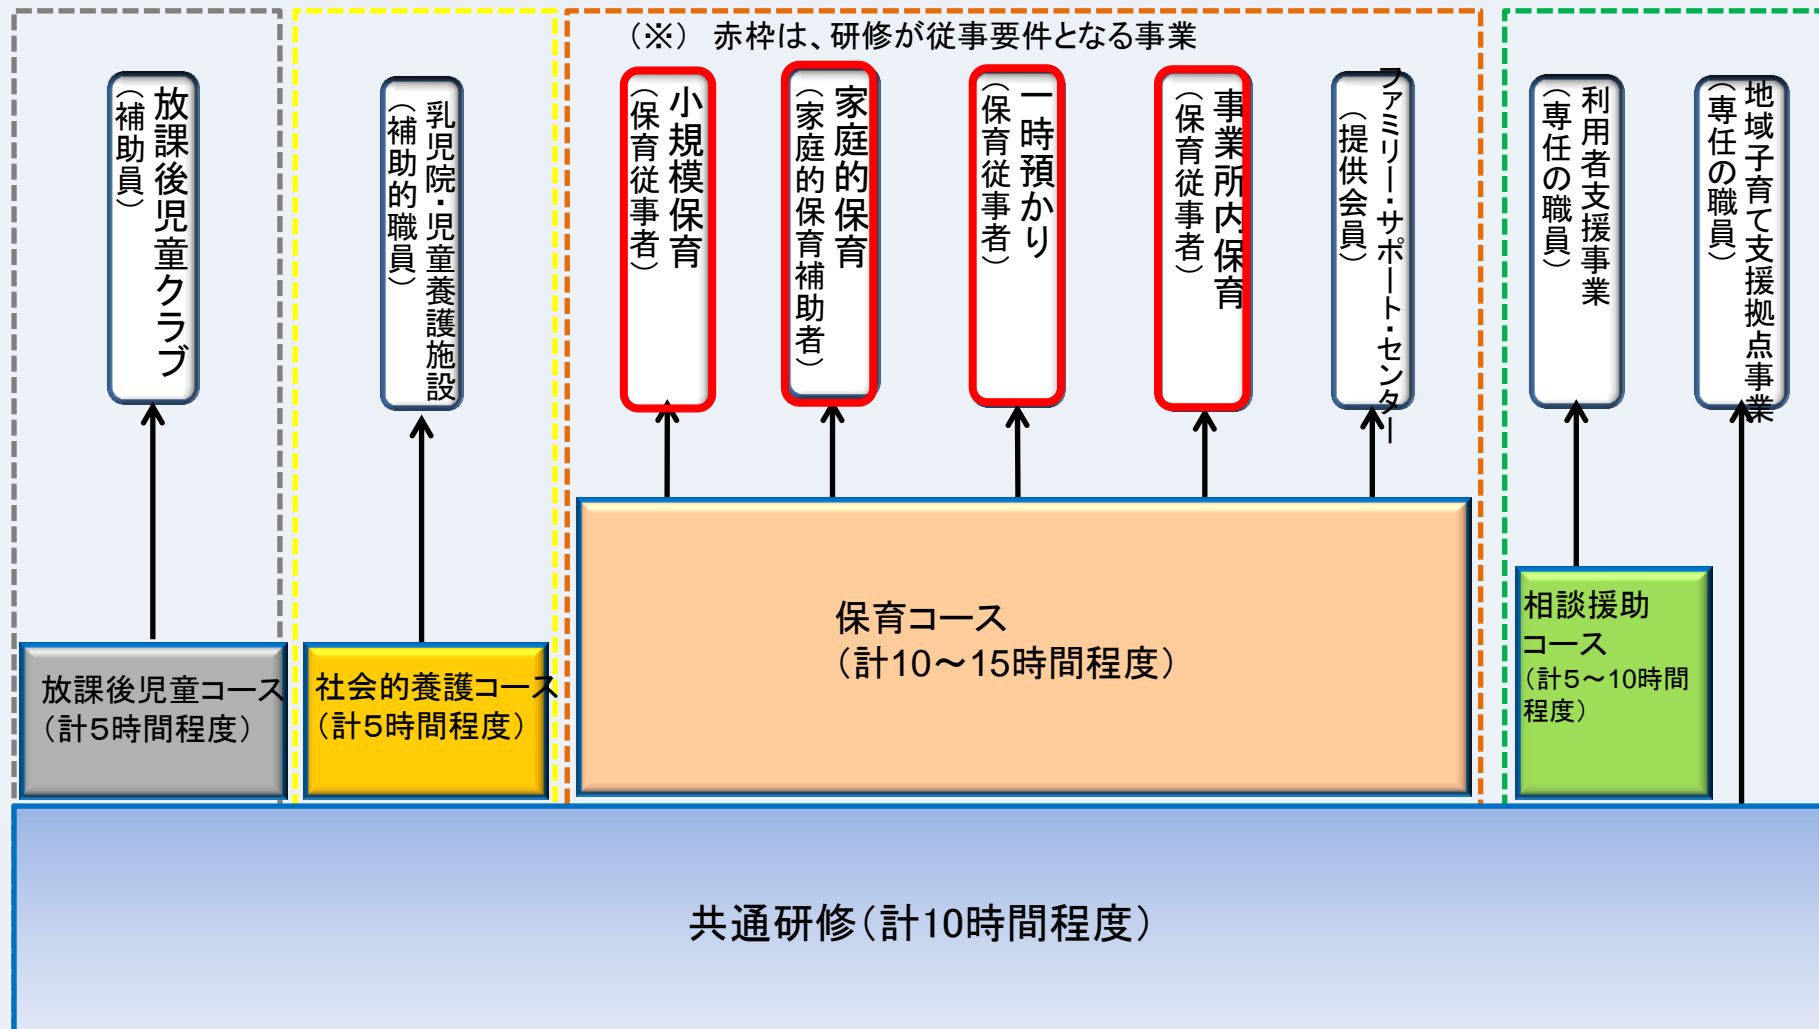 (※) 赤枠は、研修が従事要件となる事業
放課後児童クラブ
(補助員)
乳児院・児童養護施設
(補助的職員)
小規模保育
(保育従事者)
家庭的保育
(家庭的保育補助者)
一時預かり
(保育従事者)
事業所内保育
(保育従事者)
ファミリー・サポート・センター
(提供会員)
利用者支援事業
(専任の職員)
地域子育て支援拠点事業
(専任の職員)
放課後児童コース
(計5時間程度)
社会的養護コース
(計5時間程度)
保育コース
(計10～15時間程度)
相談援助
コース
(計5～10時間
程度)
共通研修(計10時間程度)